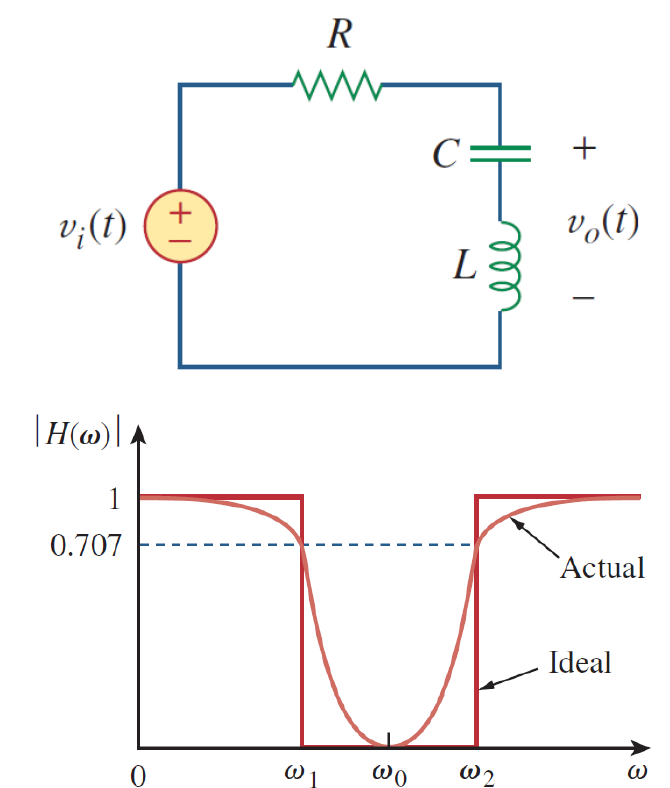 R
C
+
+
−
v_i(t)
v_o(t)
L
−
|H(ω)|
1
0.707
Actual
Ideal
0
ω_1
ω_0
ω_2
ω